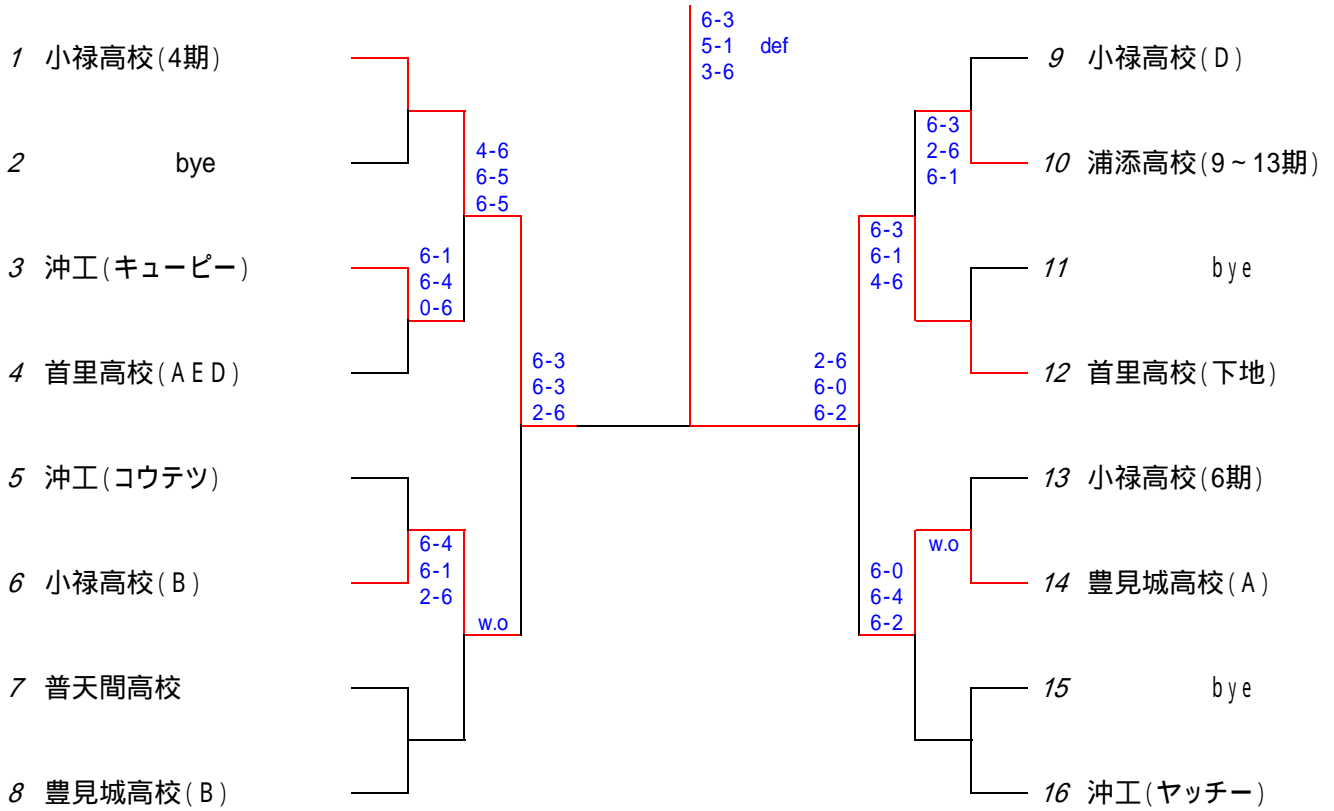 1 小禄高校(4期)
2 bye
3 沖工(キューピー)
4 首里高校(AED)
5 沖工(コウテツ)
6 小禄高校(B)
7 普天間高校
8 豊見城高校(B)
6-1
6-4
0-6
6-4
6-1
2-6
4-6
6-5
6-5
w.o
6-3
6-3
2-6
6-3
5-1 def
3-6
2-6
6-0
6-2
6-3
6-1
4-6
6-0
6-4
6-2
6-3
2-6
6-1
w.o
9 小禄高校(D)
10 浦添高校(9~13期)
11 bye
12 首里高校(下地)
13 小禄高校(6期)
14 豊見城高校(A)
15 bye
16 沖工(ヤッチー)